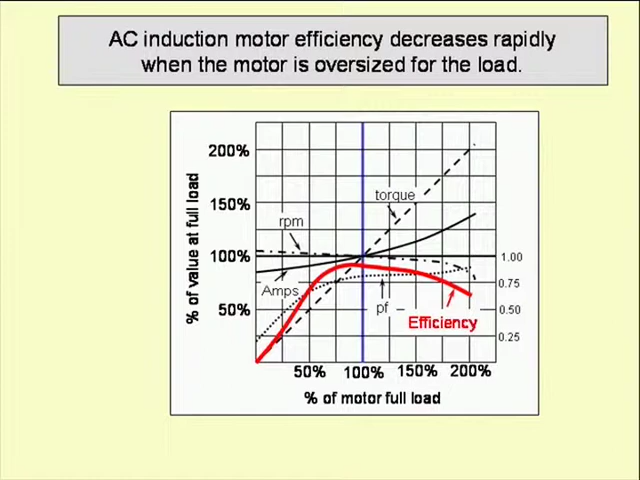 AC induction motor efficiency decreases rapidly
when the motor is oversized for the load.
200%
150%
100%
50%
% of value at full load
torque
rpm
Amps
pf
Efficiency
1.00
0.75
0.50
0.25
50% 100% 150% 200%
% of motor full load